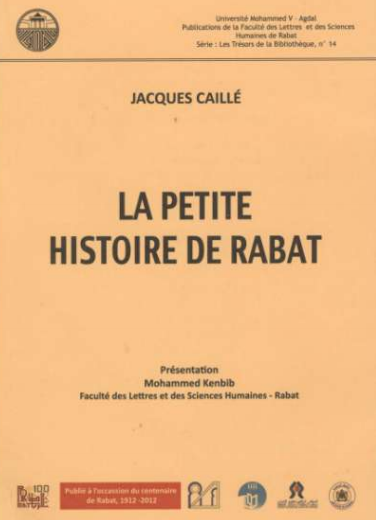 Université Mohammed V - Agdal
Publications de la Faculté des Lettres et des Sciences
Humaines de Rabat
Série : Les Trésors de la Bibliothèque, n° 14
JACQUES CAILLÉ
LA PETITE
HISTOIRE DE RABAT
Présentation
Mohammed Kenbib
Faculté des Lettres et des Sciences Humaines - Rabat
100
Publié à l'accession du centenaire
de Rabat, 1912 -2012